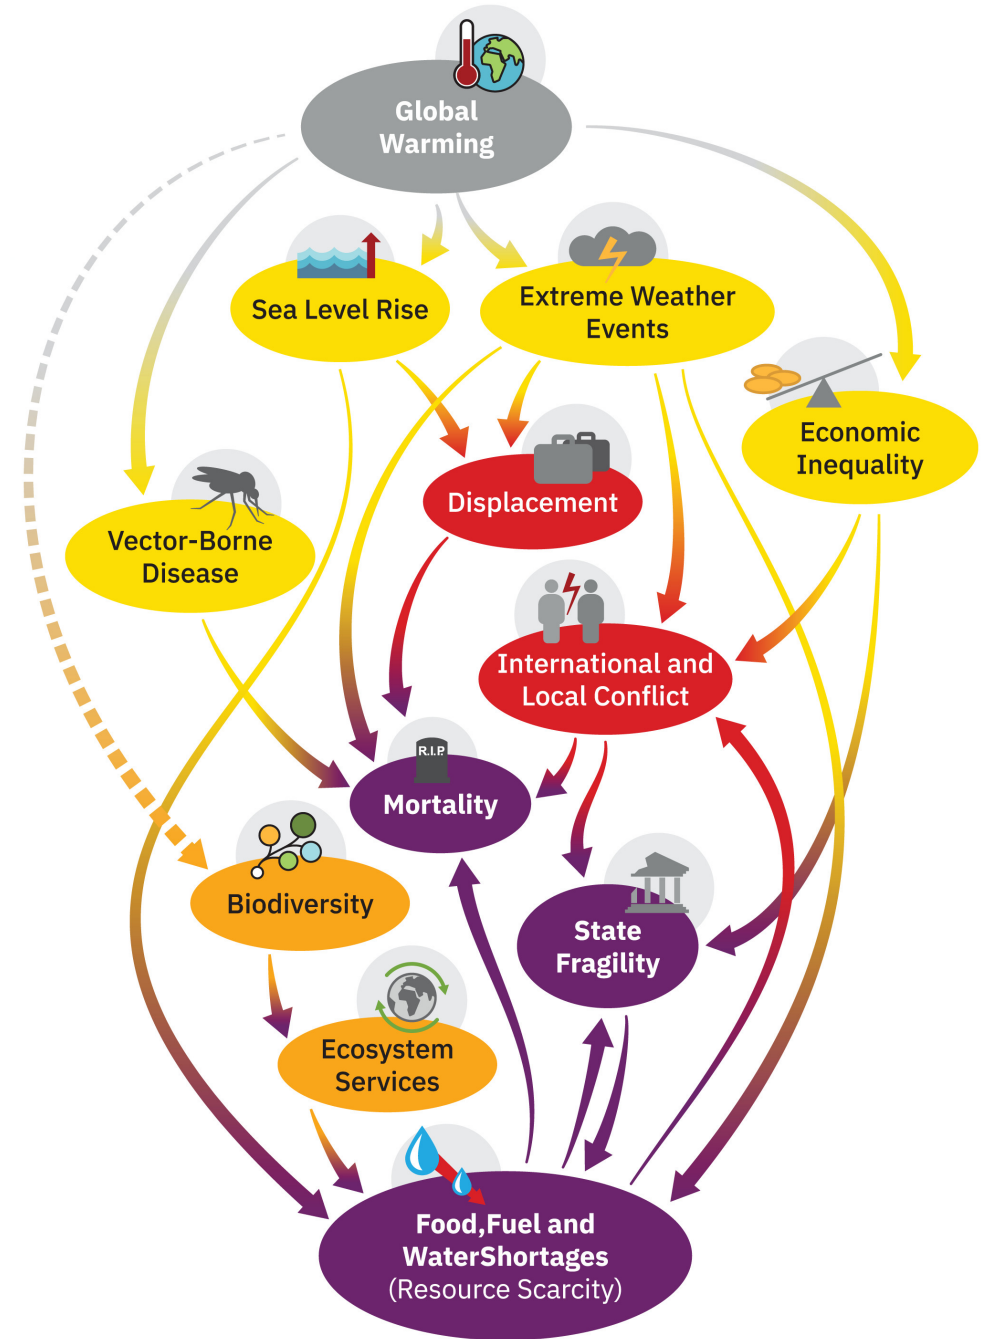 Global
Warming
Sea Level Rise
Extreme Weather
Events
Economic
Inequality
Displacement
Vector-Borne
Disease
International and
Local Conflict
R.I.P.
Mortality
Biodiversity
State
Fragility
Ecosystem
Services
Food,Fuel and
WaterShortages
(Resource Scarcity)